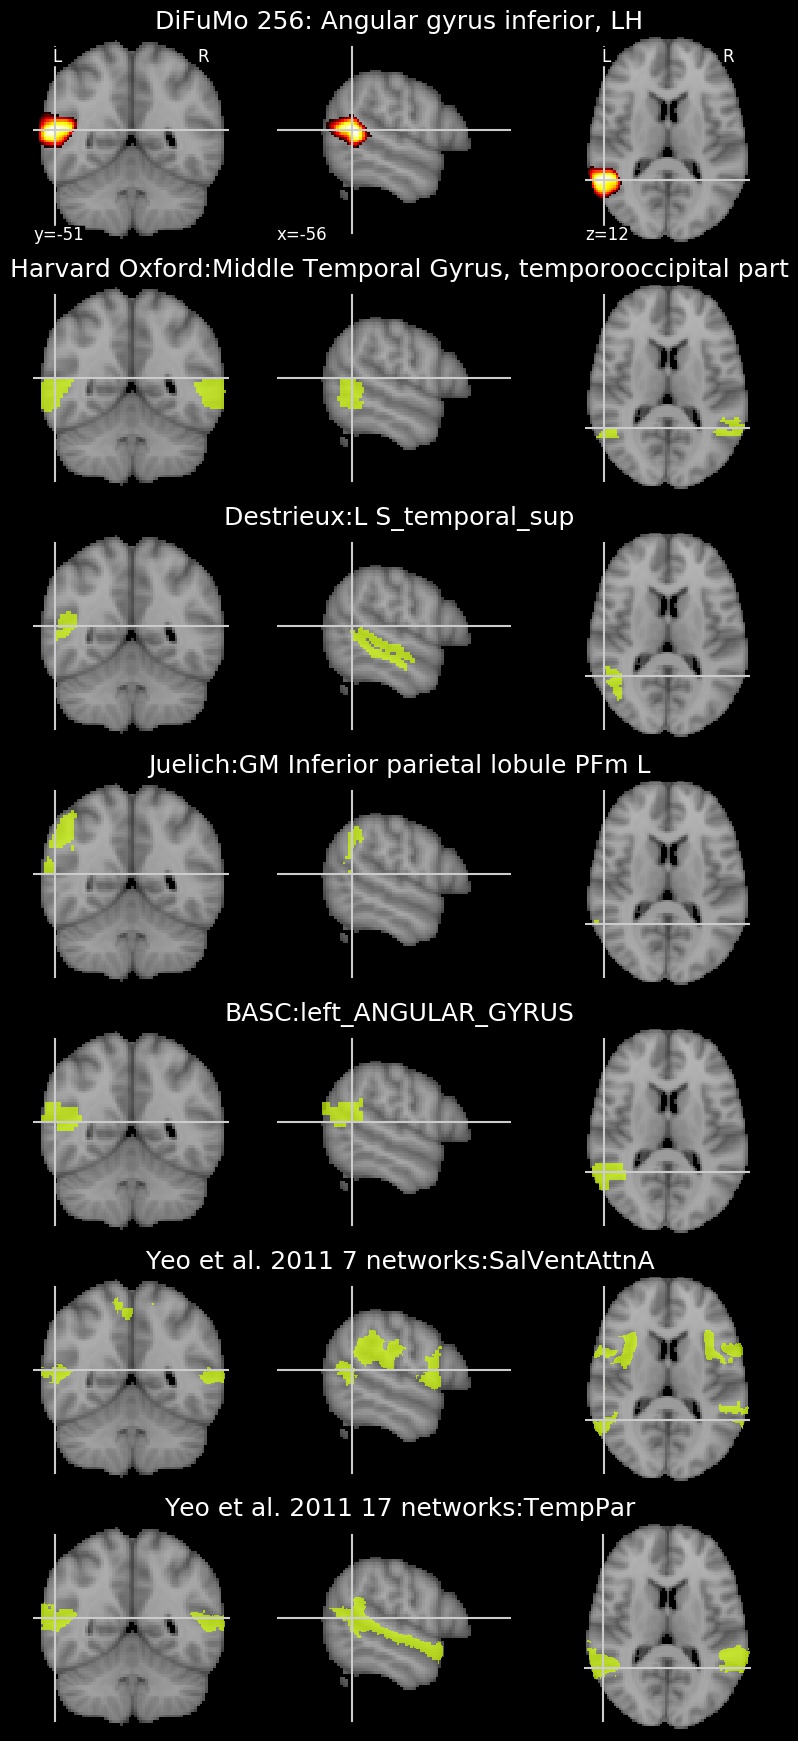 DiFuMo 256: Angular gyrus inferior, LH
L R L R
y=-51 x=-56 z=12
Harvard Oxford:Middle Temporal Gyrus, temporooccipital part
Destrieux:L S_temporal_sup
Juelich:GM Inferior parietal lobule PFm L
BASC:left_ANGULAR_GYRUS
Yeo et al. 2011 7 networks:SalVentAttnA
Yeo et al. 2011 17 networks:TempPar